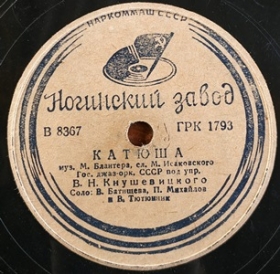 НАРКОММАШ СССР
Ногинский завод
В 8367 ГРК 1793
КАТЮША
муз. М. Блантера, сл. М. Исаковского
Гос. джаз-орк. СССР под упр.
В. Н. Кнушевицкого
Соло: В. Батищева, П. Михайлов
и В. Тютюнник